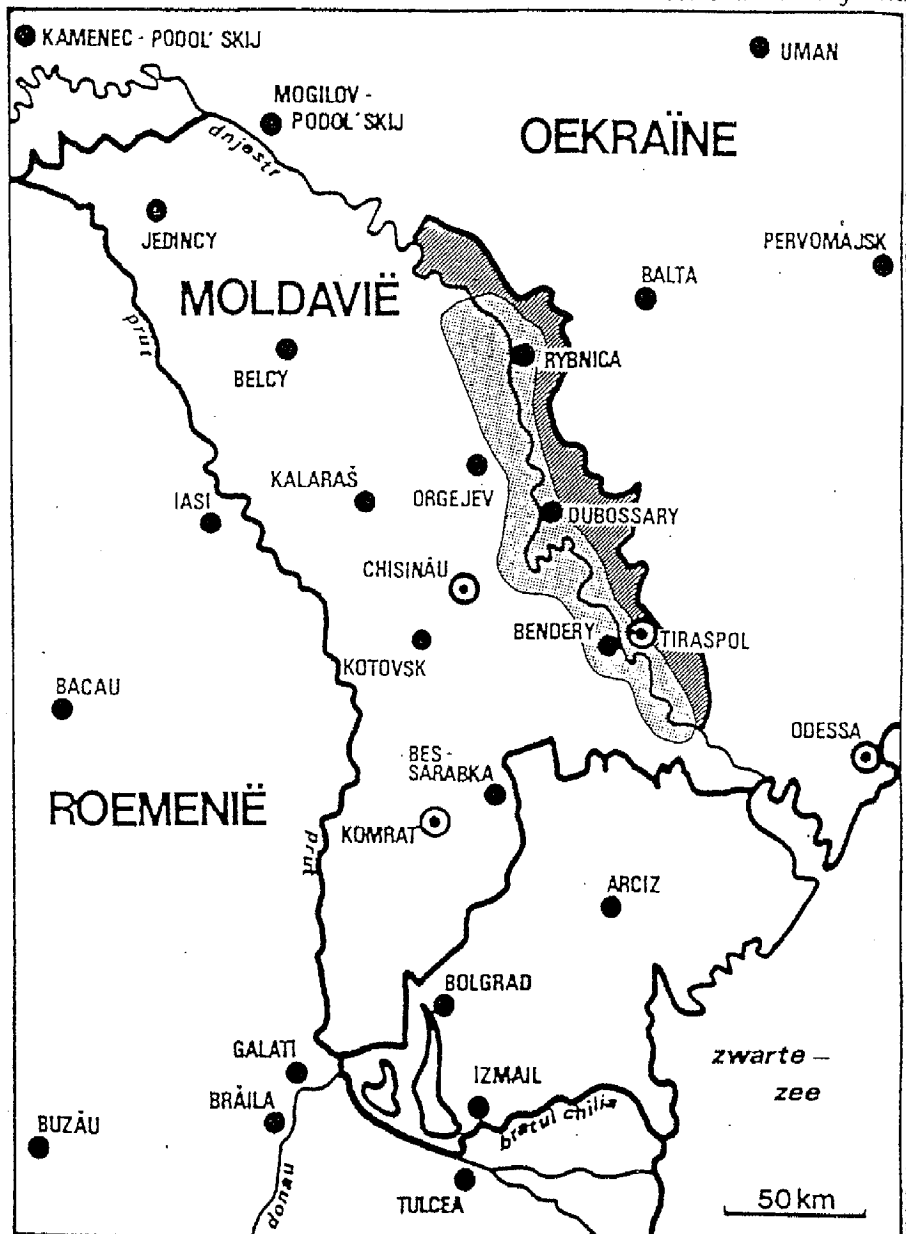 KAMENEC - PODOL' SKIJ
UMAN
MOGILOV -
PODOL'SKIJ
OEKRAÏNE
dnjestr
JEDINCY
PERVOMÁJSK
BALTA
MOLDAVIË
prut
BELCY
RYBNICA
KALARAŠ
ORGEJEV
IASI
DUBOSSARY
CHISINĂU
BENDERY
TIRASPOL
KOTOVSK
BACAU
ODESSA
BES-
SARABKA
ROEMENIË
KOMRAT
prut
ARCIZ
BOLGRAD
GALATI
IZMAIL
zwarte –
zee
BRĂILA
bratul chilia
BUZĂU
donau
TULCEA
50 km